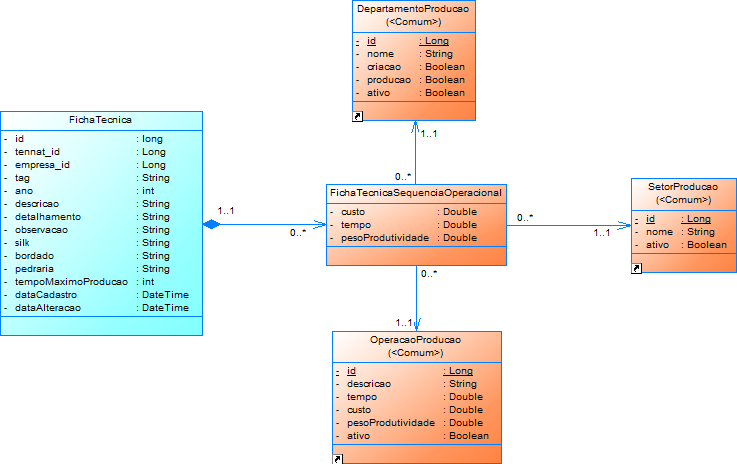 DepartamentoProducao
(<Comum>)
- id : Long
- nome : String
- criacao : Boolean
- producao : Boolean
- ativo : Boolean
1..1
0..*
FichaTecnica
- id : long
- tennat_id : Long
- empresa_id : Long
- tag : String
- ano : int
- descricao : String
- detalhamento : String
- observacao : String
- silk : String
- bordado : String
- pedraria : String
- tempoMaximoProducao : int
- dataCadastro : DateTime
- dataAlteracao : DateTime
1..1
0..*
FichaTecnicaSequenciaOperacional
- custo : Double
- tempo : Double
- pesoProdutividade : Double
0..*
1..1
SetorProducao
(<Comum>)
- id : Long
- nome : String
- ativo : Boolean
0..*
1..1
OperacaoProducao
(<Comum>)
- id : Long
- descricao : String
- tempo : Double
- custo : Double
- pesoProdutividade : Double
- ativo : Boolean